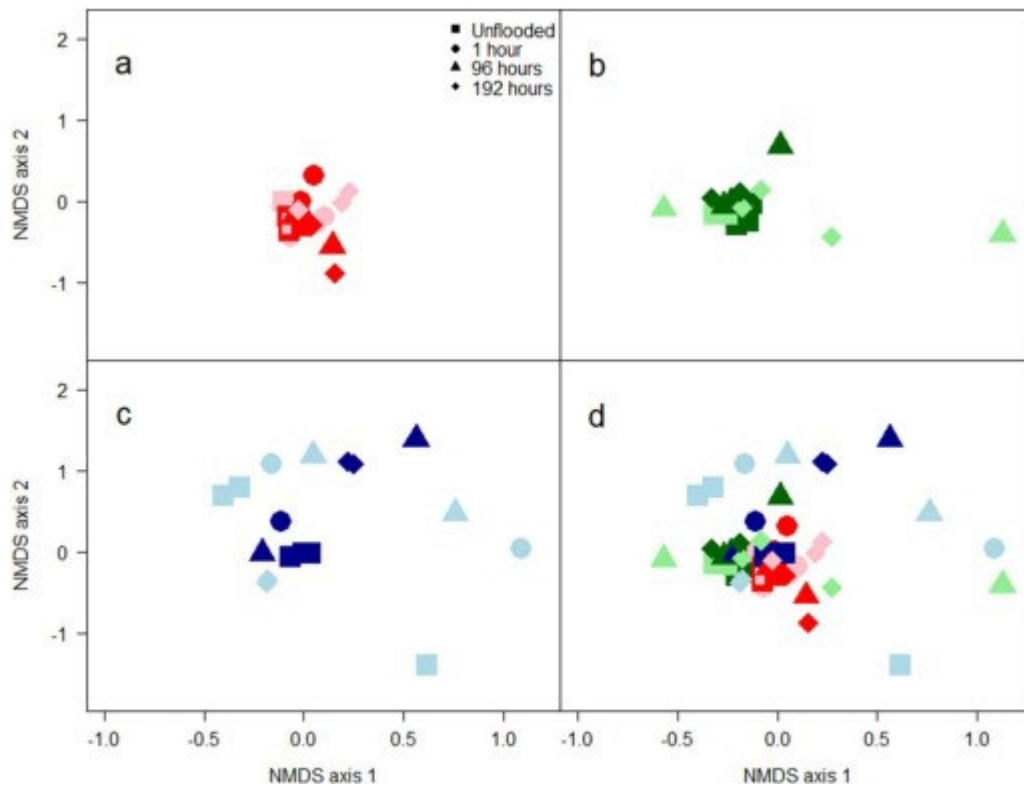 a
Unflooded
1 hour
96 hours
192 hours
b
2
1
0
-1
NMDS axis 2
c
d
2
1
0
-1
NMDS axis 2
-1.0 -0.5 0.0 0.5 1.0
-1.0 -0.5 0.0 0.5 1.0
NMDS axis 1
NMDS axis 1